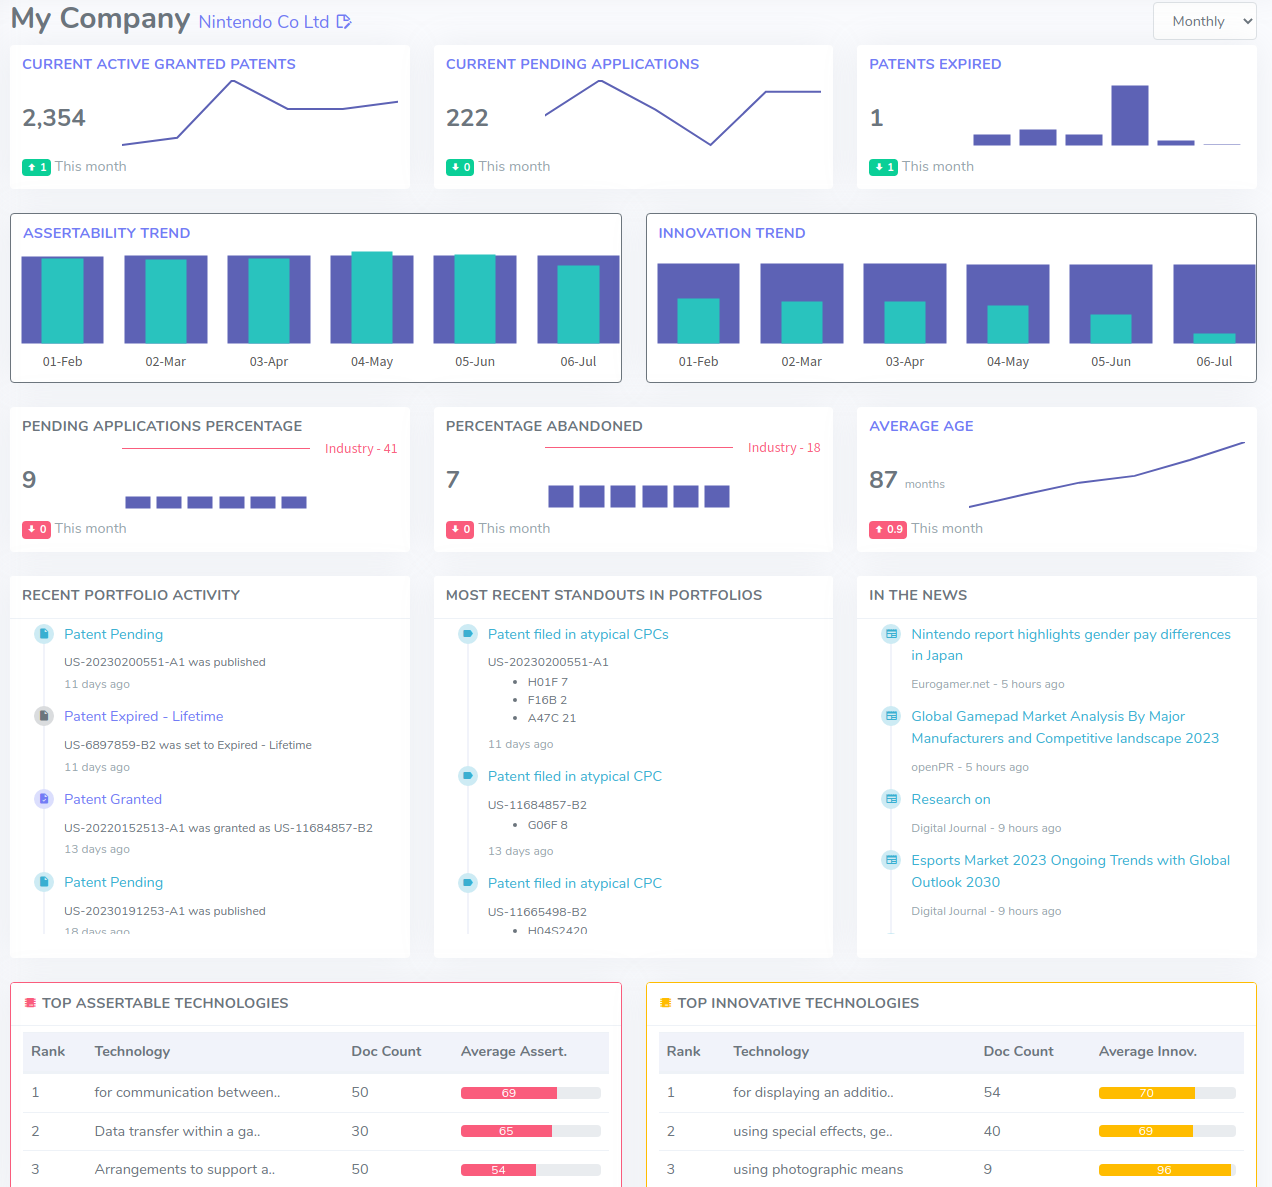 My Company Nintendo Co Ltd
Monthly
CURRENT ACTIVE GRANTED PATENTS
2,354
1 This month
CURRENT PENDING APPLICATIONS
222
0 This month
PATENTS EXPIRED
1
1 This month
ASSERTABILITY TREND
01-Feb 02-Mar 03-Apr 04-May 05-Jun 06-Jul
INNOVATION TREND
01-Feb 02-Mar 03-Apr 04-May 05-Jun 06-Jul
PENDING APPLICATIONS PERCENTAGE
Industry - 41
9
0 This month
PERCENTAGE ABANDONED
Industry - 18
7
0 This month
AVERAGE AGE
87 months
0.9 This month
RECENT PORTFOLIO ACTIVITY
Patent Pending
US-20230200551-A1 was published
11 days ago
Patent Expired - Lifetime
US-6897859-B2 was set to Expired - Lifetime
11 days ago
Patent Granted
US-20220152513-A1 was granted as US-11684857-B2
13 days ago
Patent Pending
US-20230191253-A1 was published
18 days ago
MOST RECENT STANDOUTS IN PORTFOLIOS
Patent filed in atypical CPCs
US-20230200551-A1
• H01F 7
• F16B 2
• A47C 21
11 days ago
Patent filed in atypical CPC
US-11684857-B2
• G06F 8
13 days ago
Patent filed in atypical CPC
US-11665498-B2
• H04S2420
IN THE NEWS
Nintendo report highlights gender pay differences
in Japan
Eurogamer.net - 5 hours ago
Global Gamepad Market Analysis By Major
Manufacturers and Competitive landscape 2023
openPR - 5 hours ago
Research on
Digital Journal - 9 hours ago
Esports Market 2023 Ongoing Trends with Global
Outlook 2030
Digital Journal - 9 hours ago
TOP ASSERTABLE TECHNOLOGIES
Rank Technology Doc Count Average Assert.
1 for communication between.. 50 69
2 Data transfer within a ga.. 30 65
3 Arrangements to support a.. 50 54
TOP INNOVATIVE TECHNOLOGIES
Rank Technology Doc Count Average Innov.
1 for displaying an additio.. 54 70
2 using special effects, ge.. 40 69
3 using photographic means 9 96